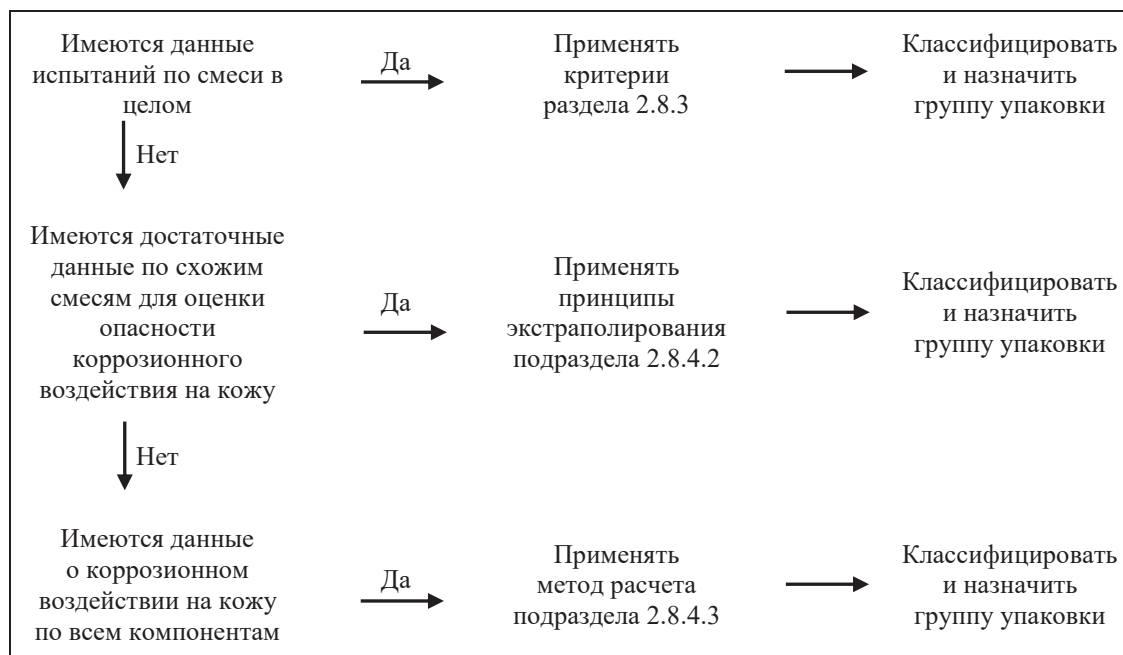 Имеются данные
испытаний по смеси в
целом
Да
Применять
критерии
раздела 2.8.3
Классифицировать
и назначить
группу упаковки
Нет
Имеются достаточные
данные по схожим
смесям для оценки
опасности
коррозионного
воздействия на кожу
Да
Применять
принципы
экстраполирования
подраздела 2.8.4.2
Классифицировать
и назначить
группу упаковки
Нет
Имеются данные
о коррозионном
воздействии на кожу
по всем компонентам
Да
Применять
метод расчета
подраздела 2.8.4.3
Классифицировать
и назначить
группу упаковки